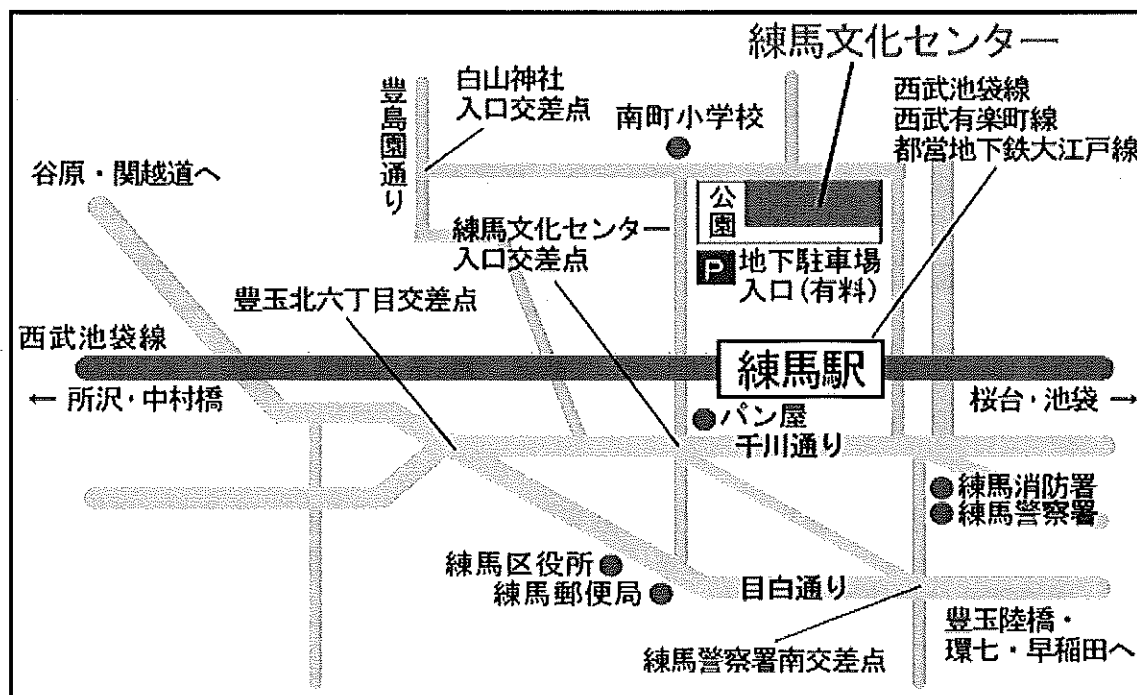 練馬文化センター
白山神社
入口交差点
豊島園通り
南町小学校
西武池袋線
西武有楽町線
都営地下鉄大江戸線
谷原・関越道へ
公園
練馬文化センター
入口交差点
P 地下駐車場
入口(有料)
豊玉北六丁目交差点
西武池袋線
練馬駅
← 所沢・中村橋
桜台・池袋 →
パン屋
千川通り
練馬消防署
練馬警察署
練馬区役所
練馬郵便局
目白通り
豊玉陸橋・
環七・早稲田へ
練馬警察署南交差点